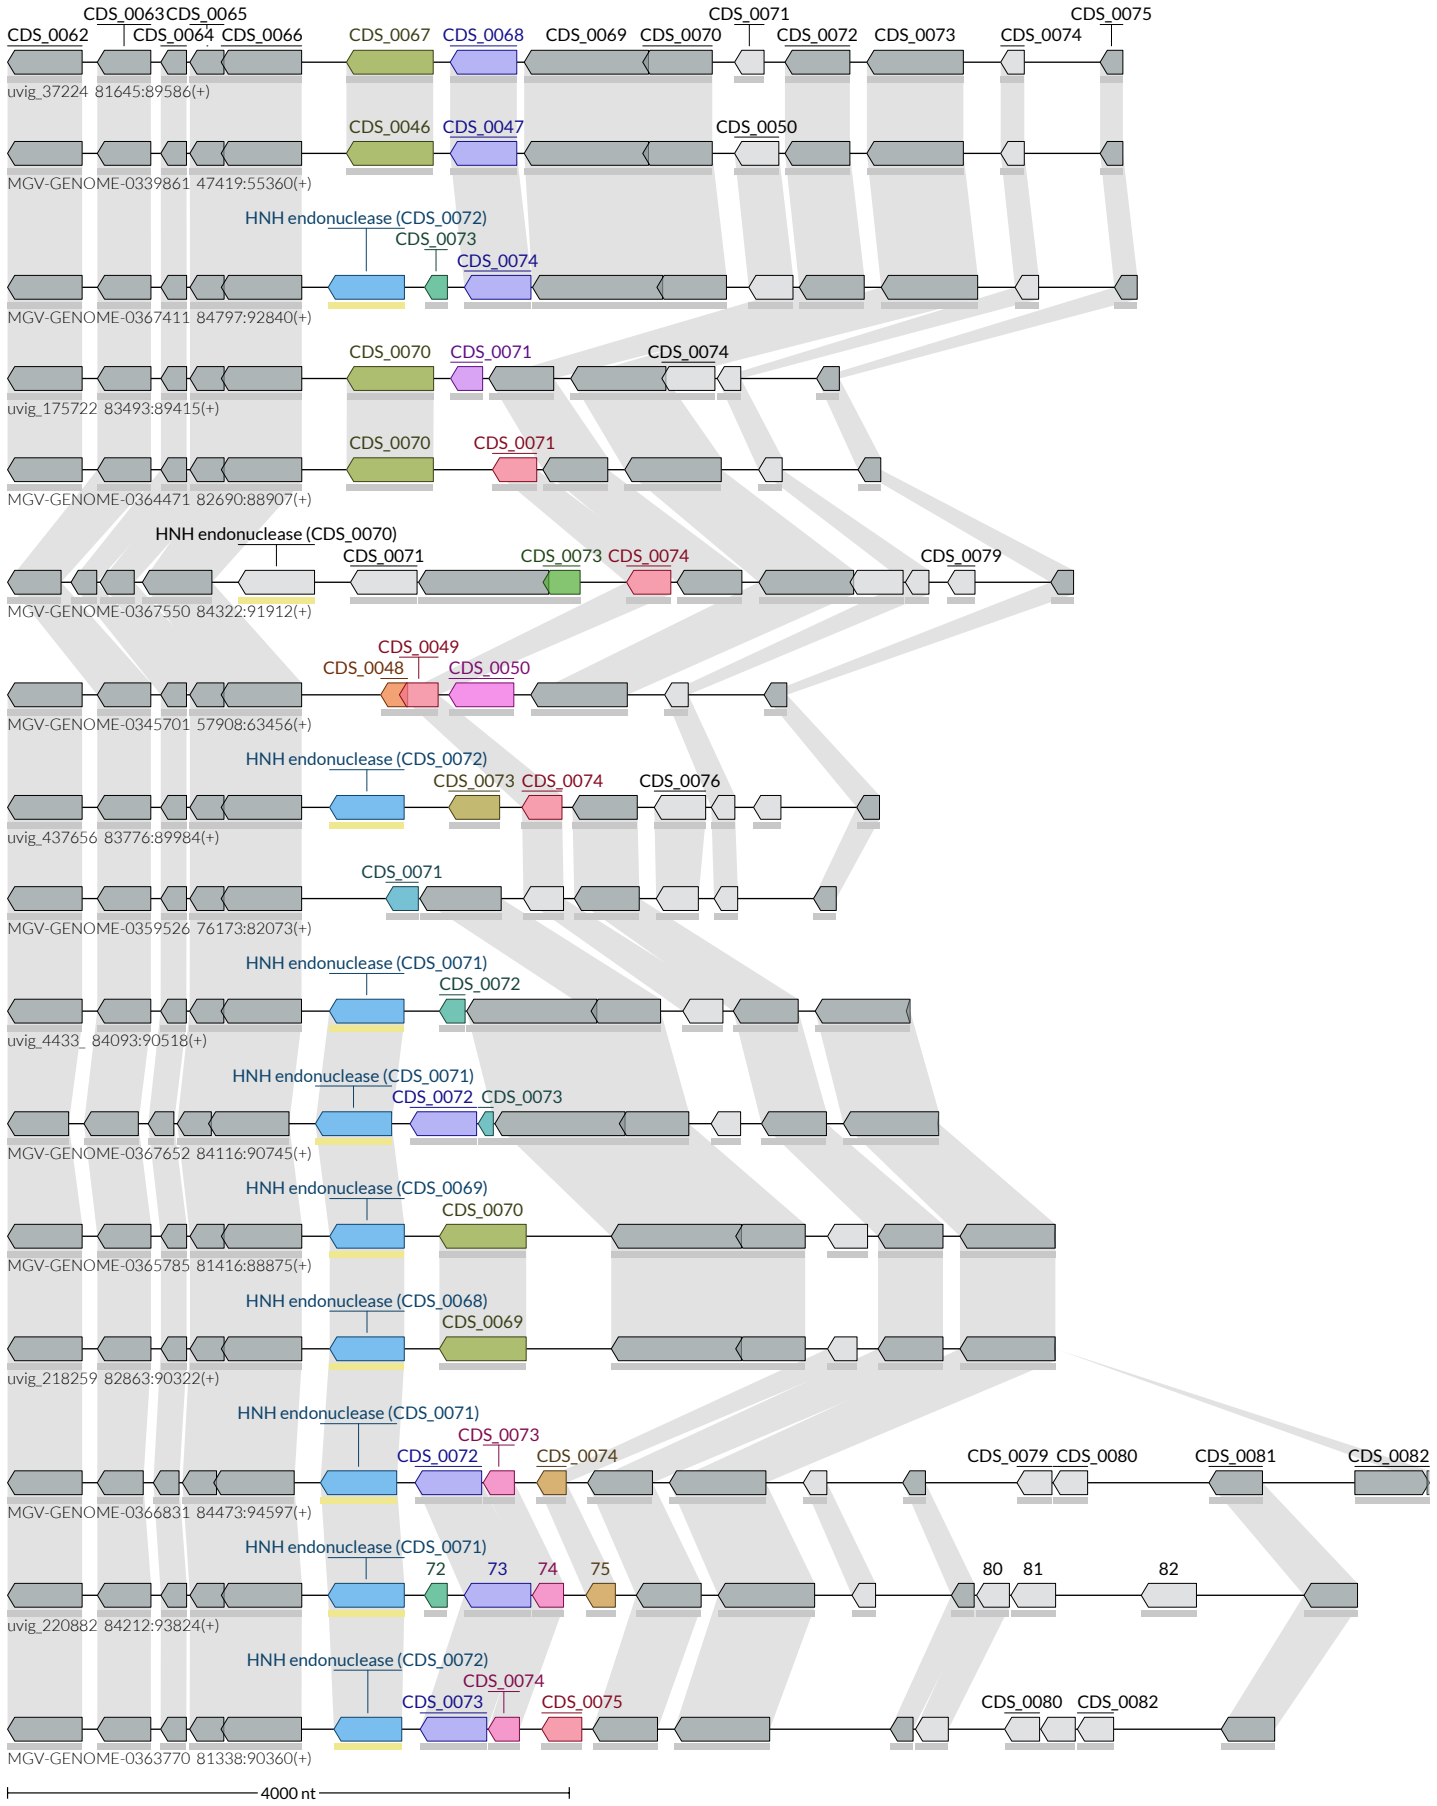 CDS_0063 CDS_0065 CDS_0071 CDS_0075
CDS_0062 CDS_0064 CDS_0066 CDS_0067 CDS_0068 CDS_0069 CDS_0070 CDS_0072 CDS_0073 CDS_0074
uvig_37224 81645:89586(+)
CDS_0046 CDS_0047 CDS_0050
MGV-GENOME-0339861 47419:55360(+)
HNH endonuclease (CDS_0072)
CDS_0073
CDS_0074
MGV-GENOME-0367411 84797:92840(+)
CDS_0070 CDS_0071 CDS_0074
uvig_175722 83493:89415(+)
CDS_0070 CDS_0071
MGV-GENOME-0364471 82690:88907(+)
HNH endonuclease (CDS_0070)
CDS_0071 CDS_0073 CDS_0074 CDS_0079
MGV-GENOME-0367550 84322:91912(+)
CDS_0049
CDS_0048 CDS_0050
MGV-GENOME-0345701 57908:63456(+)
HNH endonuclease (CDS_0072)
CDS_0073 CDS_0074 CDS_0076
uvig_437656 83776:89984(+)
CDS_0071
MGV-GENOME-0359526 76173:82073(+)
HNH endonuclease (CDS_0071)
CDS_0072
uvig_4433_ 84093:90518(+)
HNH endonuclease (CDS_0071)
CDS_0072 CDS_0073
MGV-GENOME-0367652 84116:90745(+)
HNH endonuclease (CDS_0069)
CDS_0070
MGV-GENOME-0365785 81416:88875(+)
HNH endonuclease (CDS_0068)
CDS_0069
uvig_218259 82863:90322(+)
HNH endonuclease (CDS_0071)
CDS_0073
CDS_0072 CDS_0074 CDS_0079 CDS_0080 CDS_0081 CDS_0082
MGV-GENOME-0366831 84473:94597(+)
HNH endonuclease (CDS_0071)
72 73 74 75 80 81 82
uvig_220882 84212:93824(+)
HNH endonuclease (CDS_0072)
CDS_0074
CDS_0073 CDS_0075 CDS_0080 CDS_0082
MGV-GENOME-0363770 81338:90360(+)
4000 nt